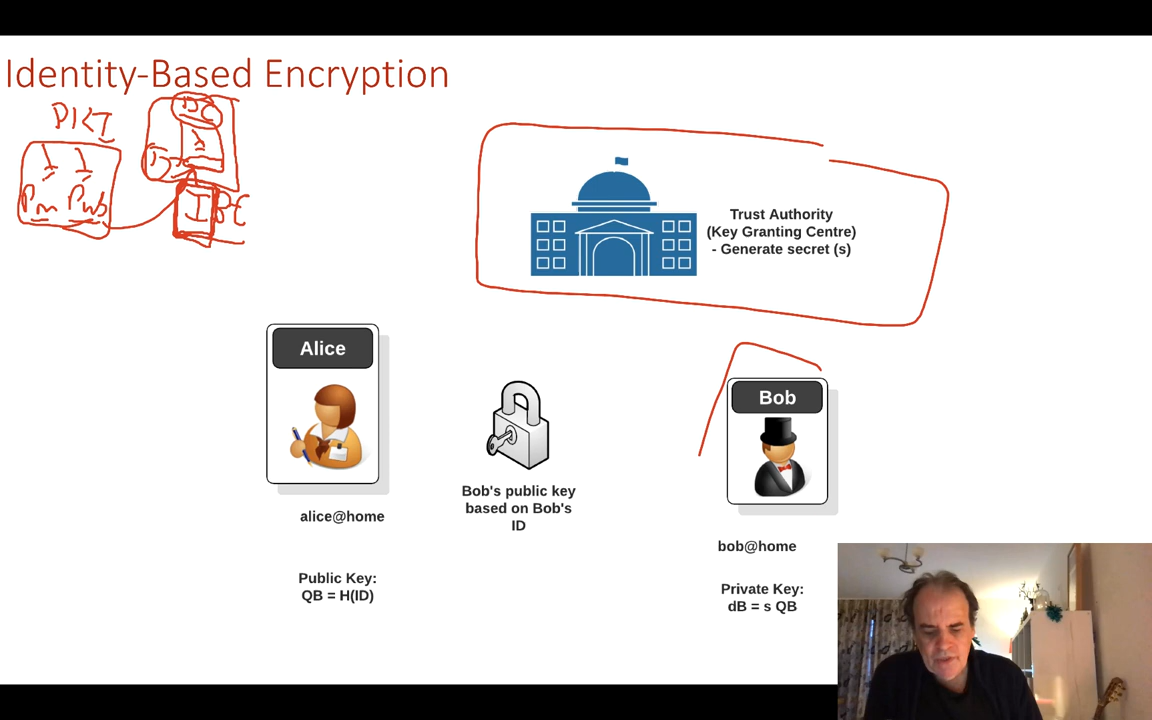 Identity-Based Encryption
PKI
Trust Authority
(Key Granting Centre)
- Generate secret (s)
Alice
Bob
Bob's public key
based on Bob's
ID
alice@home
bob@home
Public Key:
QB = H(ID)
Private Key:
dB = s QB